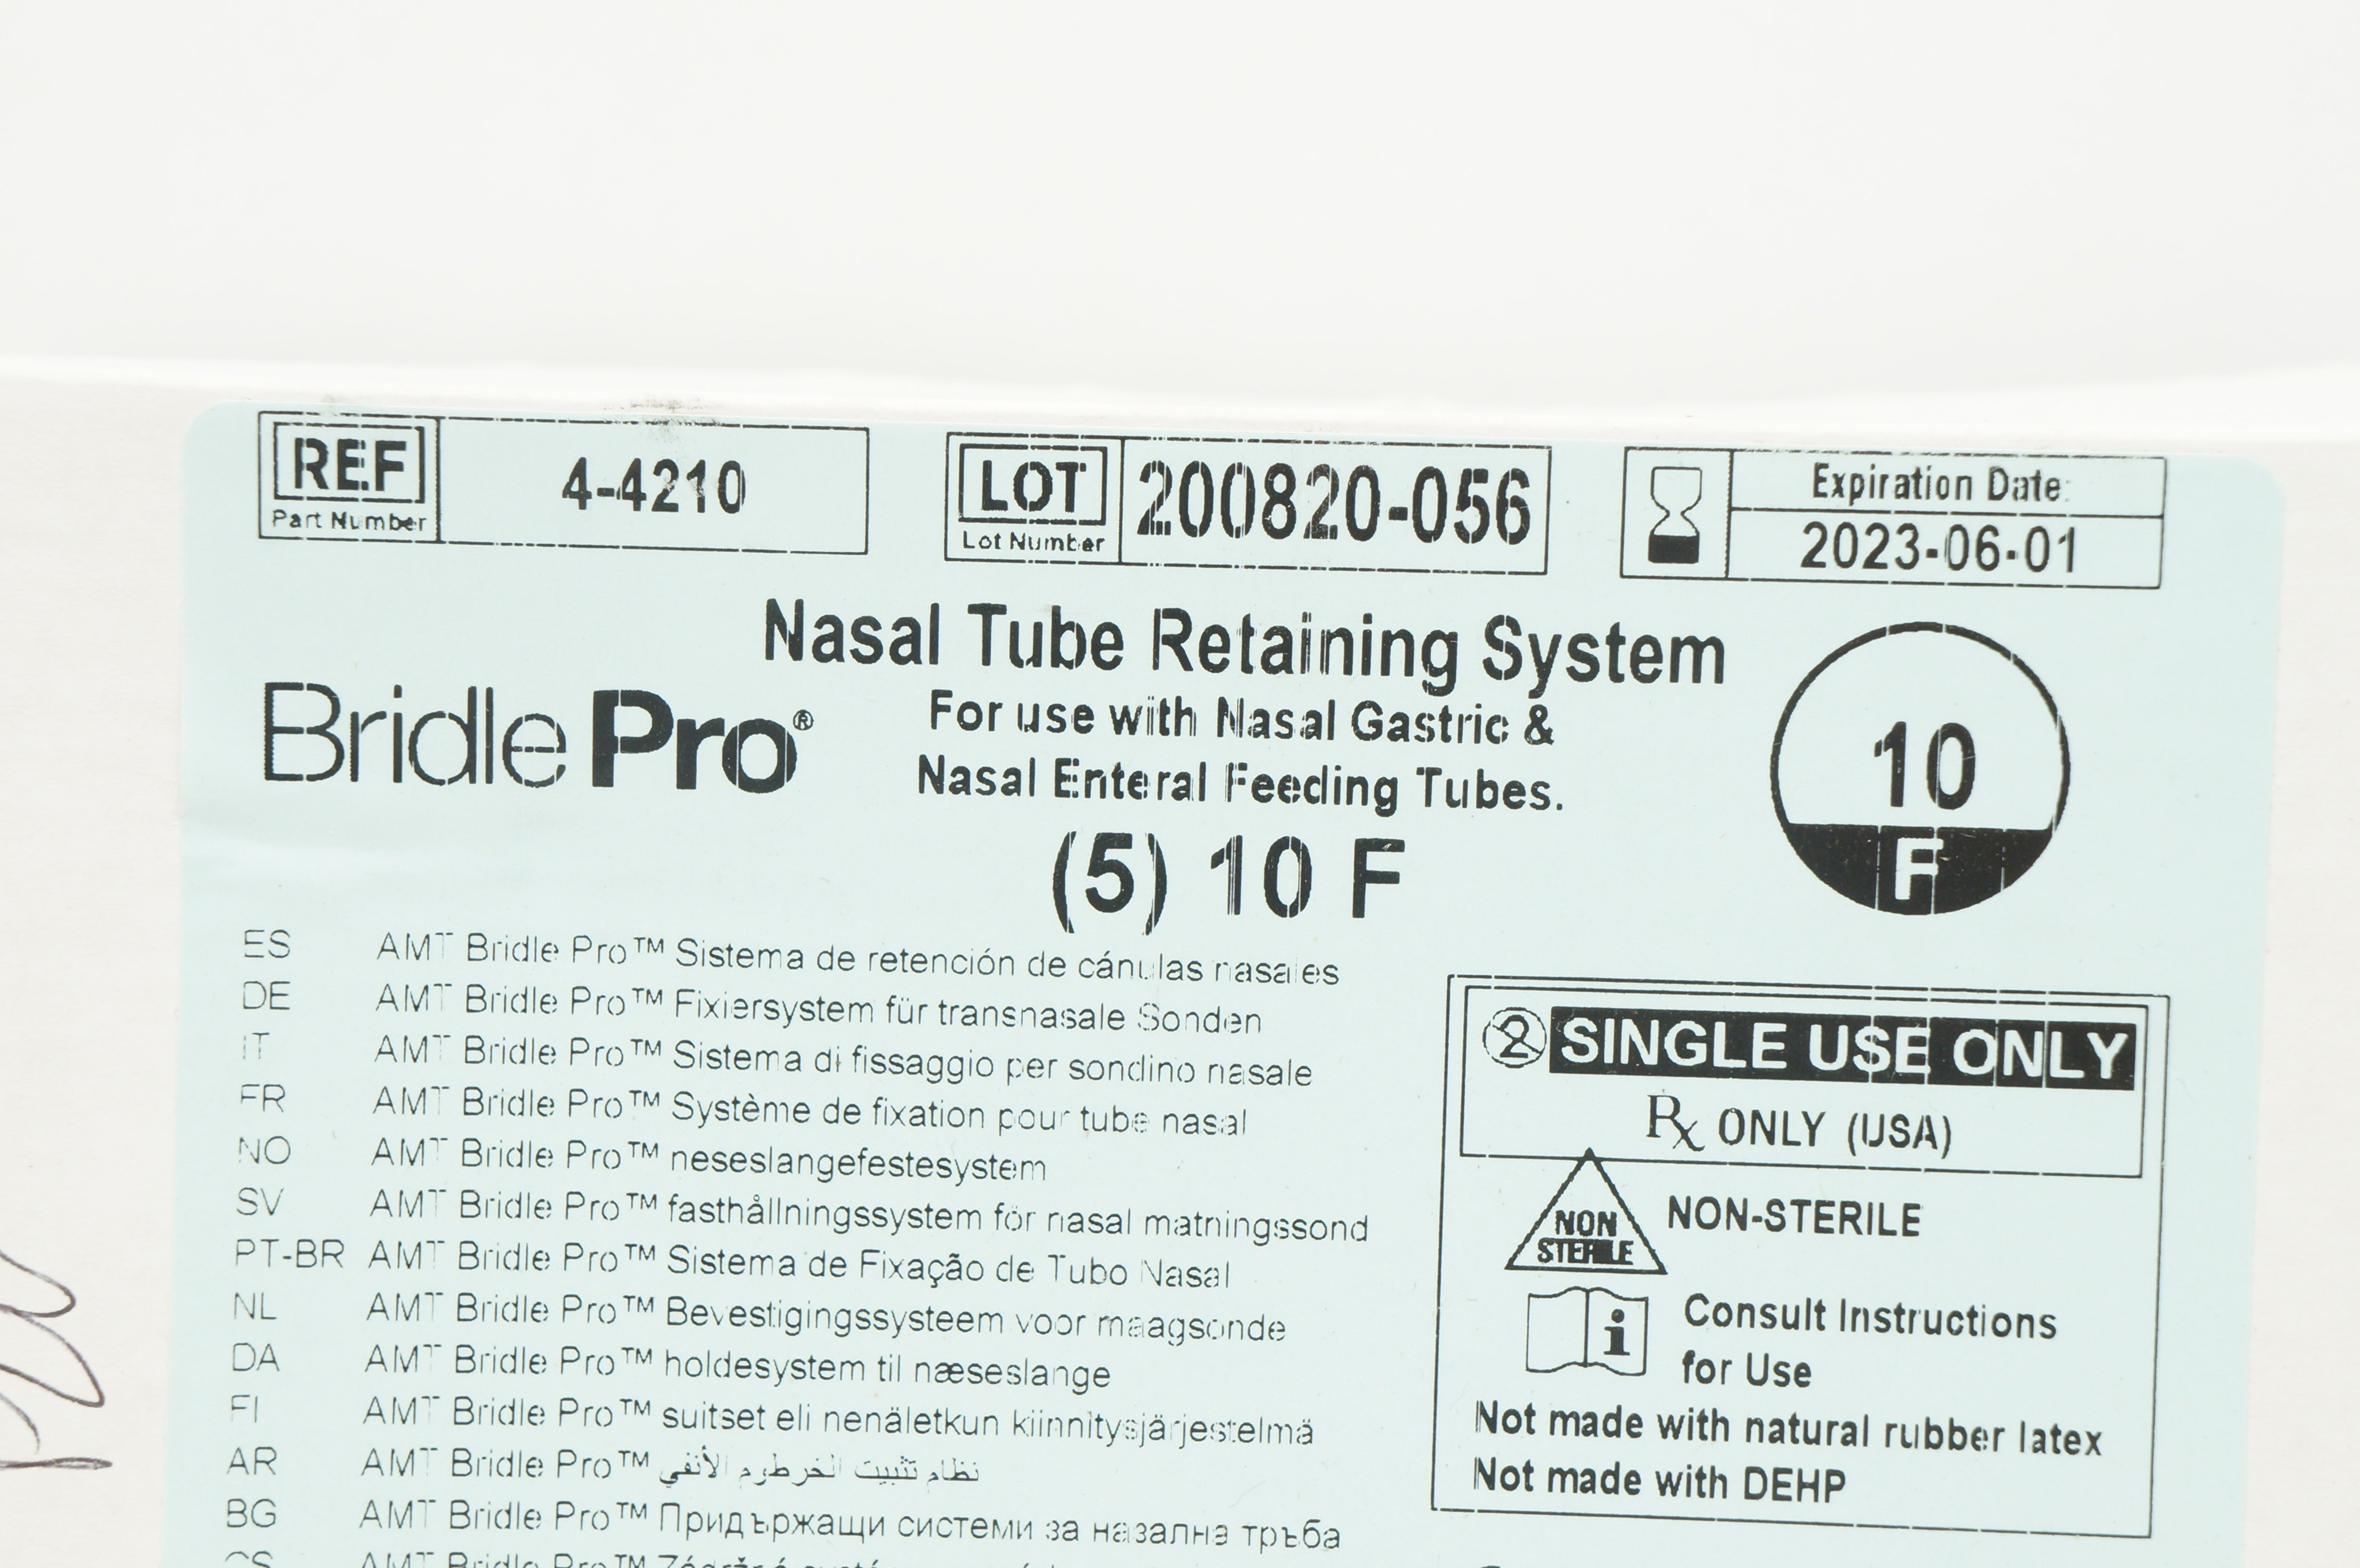 REF
Part Number
4-4210
LOT
Lot Number
200820-056
Expiration Date:
2023-06-01
Nasal Tube Retaining System
Bridle Pro®
For use with Nasal Gastric &
Nasal Enteral Feeding Tubes.
(5) 10 F
10
F
ES AMT Bridle Pro™ Sistema de retención de cánulas nasales
DE AMT Bridle Pro™ Fixiersystem für transnasale Sonden
IT AMT Bridle Pro™ Sistema di fissaggio per sondino nasale
FR AMT Bridle Pro™ Système de fixation pour tube nasal
NO AMT Bridle Pro™ neseslangefestesystem
SV AMT Bridle Pro™ fasthållningssystem för nasal matningssond
PT-BR AMT Bridle Pro™ Sistema de Fixação de Tubo Nasal
NL AMT Bridle Pro™ Bevestigingssysteem voor maagsonde
DA AMT Bridle Pro™ holdesystem til næseslange
FI AMT Bridle Pro™ suitset eli nenäletkun kiinnitysjärjestelmä
AR AMT Bridle Pro™ نظام تثبيت الخرطوم الأنفي
BG AMT Bridle Pro™ Придържащи системи за назална тръба
CS AMT Bridle Pro™
2 SINGLE USE ONLY
Rx ONLY (USA)
NON
STERILE
NON-STERILE
i
Consult Instructions
for Use
Not made with natural rubber latex
Not made with DEHP